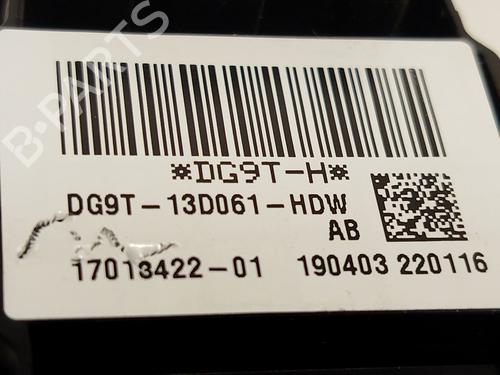 B-PARTS
*DG9T-H*
DG9T-13D061-HDW
AB
17013422-01 190403 220116